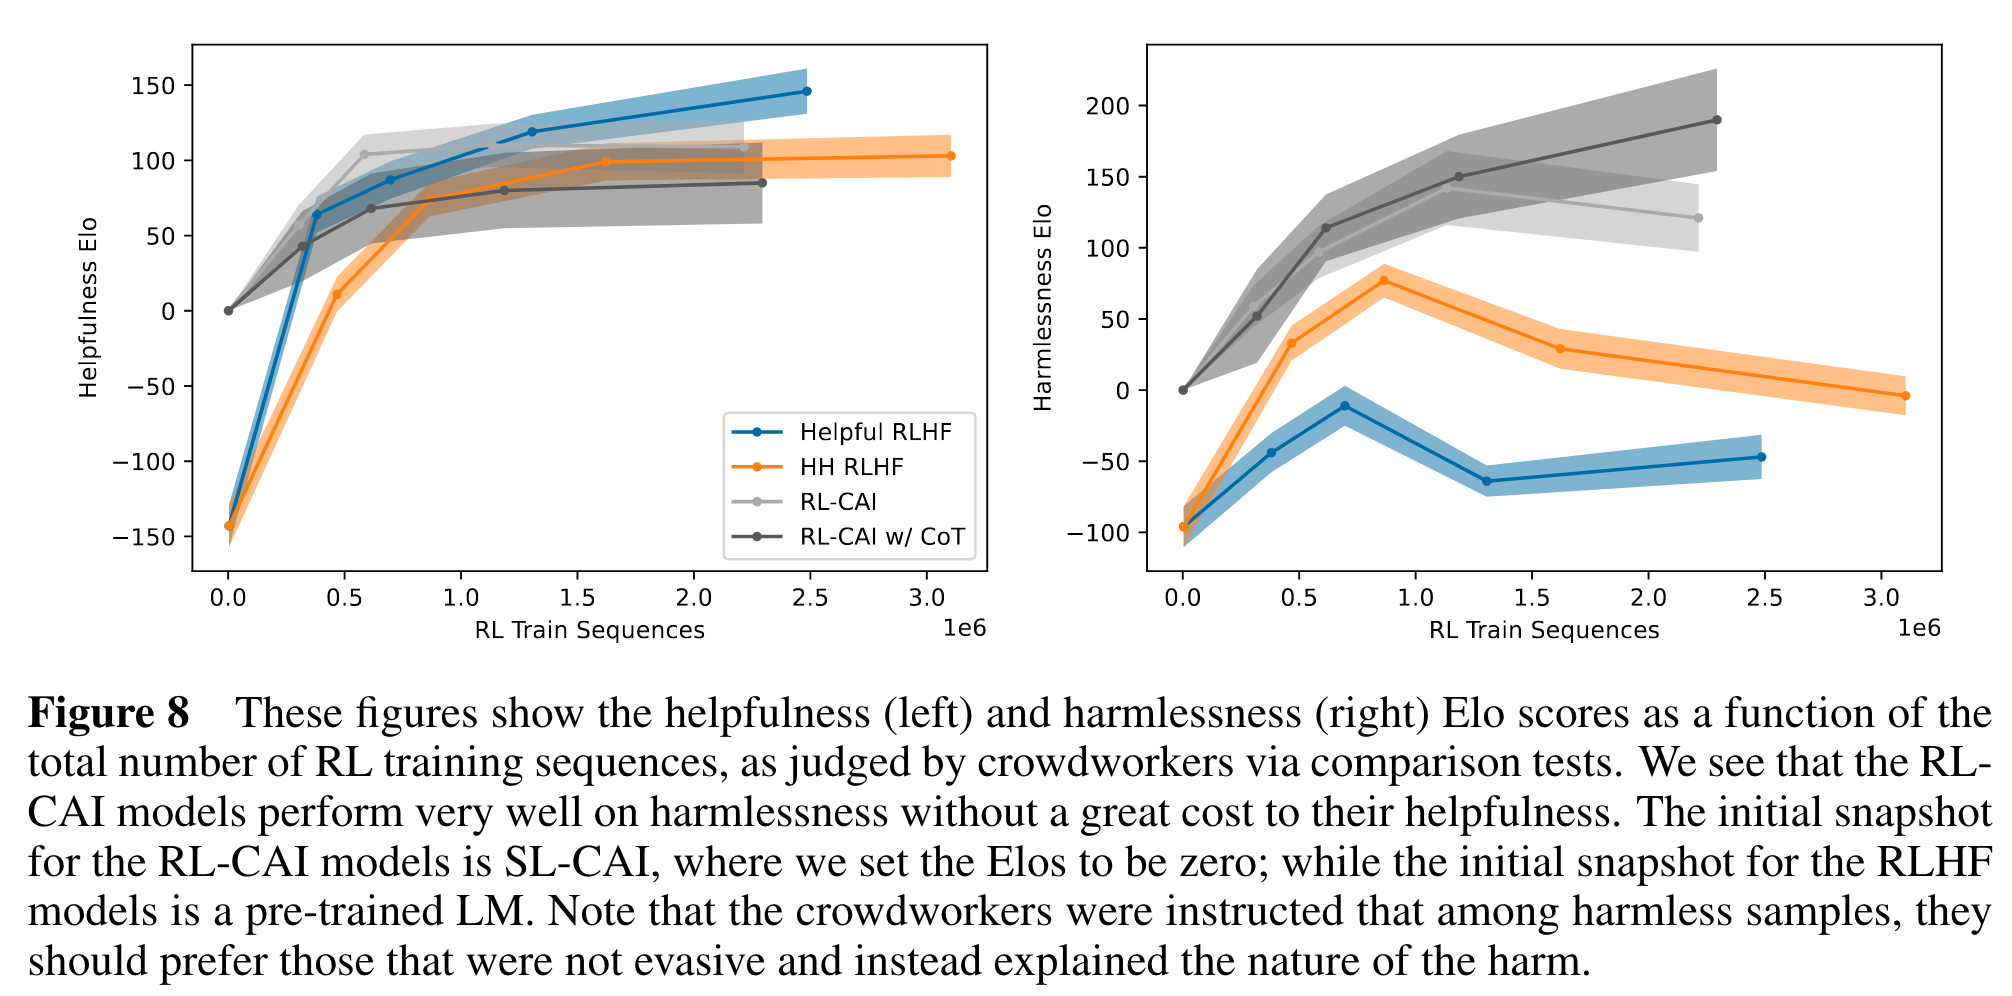 150
100
50
0
−50
−100
−150
Helpfulness Elo
Helpful RLHF
HH RLHF
RL-CAI
RL-CAI w/ CoT
0.0 0.5 1.0 1.5 2.0 2.5 3.0
RL Train Sequences
1e6
200
150
100
50
0
−50
−100
Harmlessness Elo
0.0 0.5 1.0 1.5 2.0 2.5 3.0
RL Train Sequences
1e6
Figure 8 These figures show the helpfulness (left) and harmlessness (right) Elo scores as a function of the
total number of RL training sequences, as judged by crowdworkers via comparison tests. We see that the RL-
CAI models perform very well on harmlessness without a great cost to their helpfulness. The initial snapshot
for the RL-CAI models is SL-CAI, where we set the Elos to be zero; while the initial snapshot for the RLHF
models is a pre-trained LM. Note that the crowdworkers were instructed that among harmless samples, they
should prefer those that were not evasive and instead explained the nature of the harm.